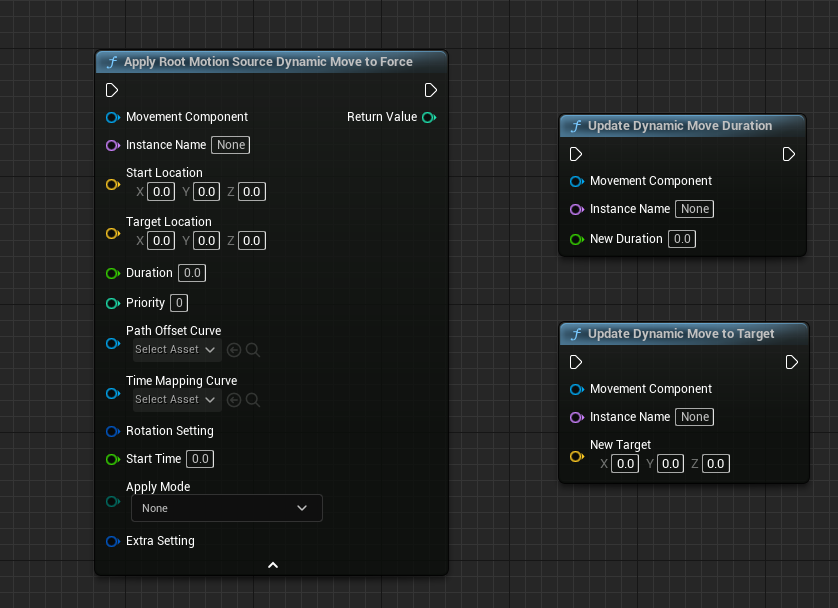 f Apply Root Motion Source Dynamic Move to Force
Movement Component
Return Value
Instance Name None
Start Location
X 0.0 Y 0.0 Z 0.0
Target Location
X 0.0 Y 0.0 Z 0.0
Duration 0.0
Priority 0
Path Offset Curve
Select Asset
Time Mapping Curve
Select Asset
Rotation Setting
Start Time 0.0
Apply Mode
None
Extra Setting
f Update Dynamic Move Duration
Movement Component
Instance Name None
New Duration 0.0
f Update Dynamic Move to Target
Movement Component
Instance Name None
New Target
X 0.0 Y 0.0 Z 0.0